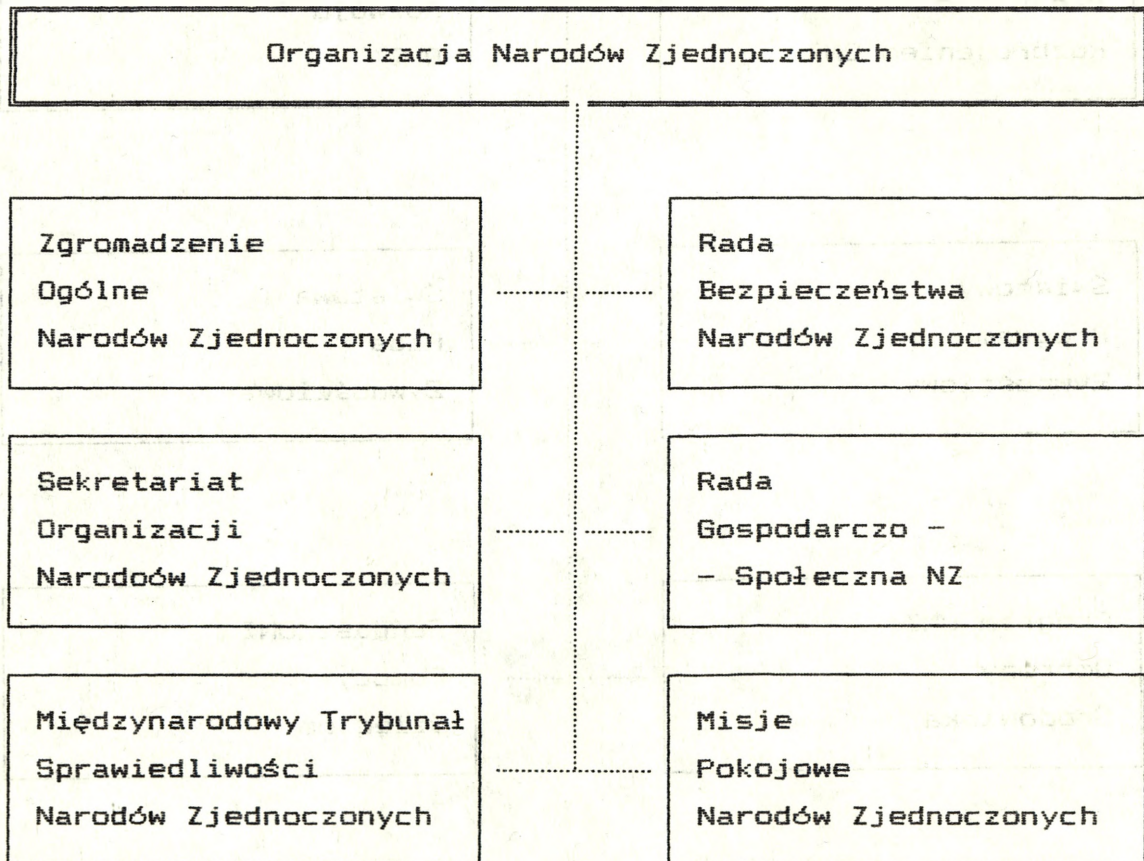 Organizacja Narodów Zjednoczonych
Zgromadzenie
Ogólne
Narodów Zjednoczonych
Rada
Bezpieczeństwa
Narodów Zjednoczonych
Sekretariat
Organizacji
Narodoów Zjednoczonych
Rada
Gospodarczo -
- Społeczna NZ
Międzynarodowy Trybunał
Sprawiedliwości
Narodów Zjednoczonych
Misje
Pokojowe
Narodów Zjednoczonych